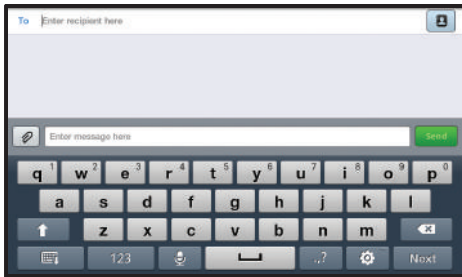 To Enter recipient here
Enter message here Send
q 1 w 2 e 3 r 4 t 5 y 6 u 7 i 8 o 9 p 0
a s d f g h j k l
z x c v b n m
123 .,? Next